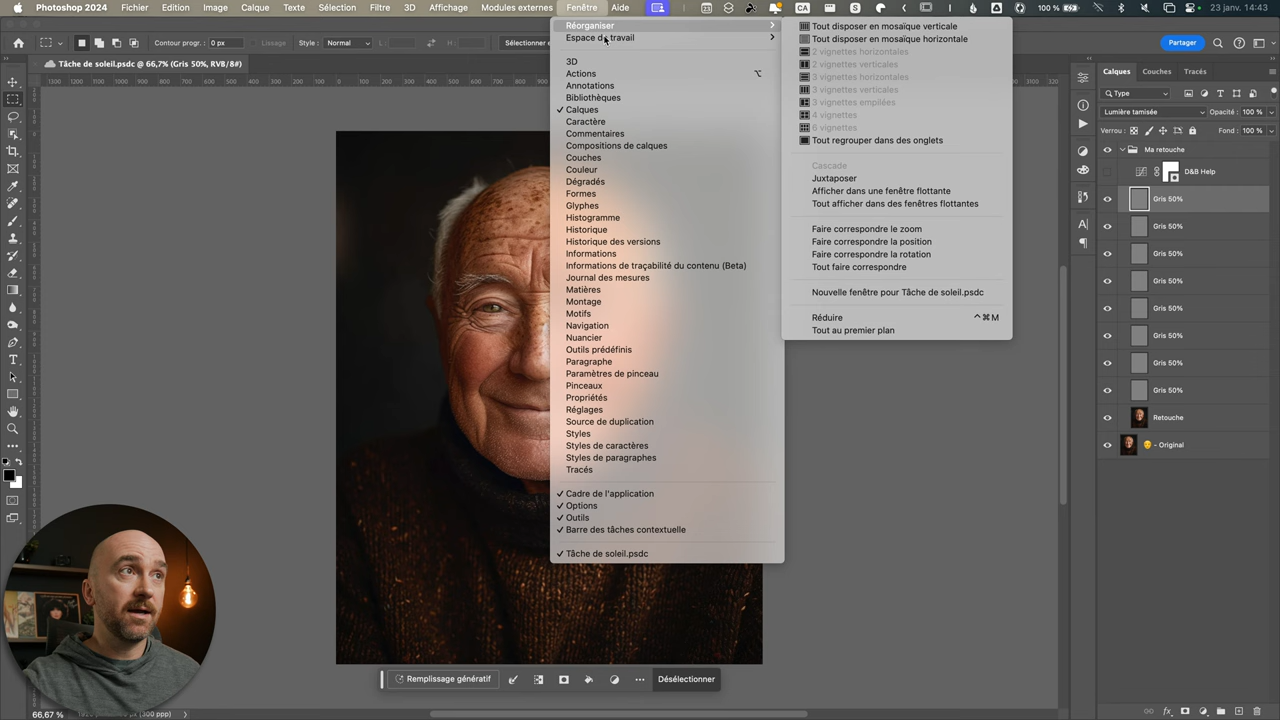 Photoshop 2024 Fichier Edition Image Calque Texte Sélection Filtre 3D Affichage Modules externes Fenêtre Aide CA 100 % 23 janv. 14:43
Contour progr. : 0 px Lissage Style : Normal L. : H : Sélectionner e Partager
Tâche de soleil.psdc @ 66,7% (Gris 50%, RVB/8#)
Réorganiser
Espace de travail
3D
Actions
Annotations
Bibliothèques
✓ Calques
Caractère
Commentaires
Compositions de calques
Couches
Couleur
Dégradés
Formes
Glyphes
Histogramme
Historique
Historique des versions
Informations
Informations de traçabilité du contenu (Beta)
Journal des mesures
Matières
Montage
Motifs
Navigation
Nuancier
Outils prédéfinis
Paragraphe
Paramètres de pinceau
Pinceaux
Propriétés
Réglages
Source de duplication
Styles
Styles de caractères
Styles de paragraphes
Tracés
✓ Cadre de l'application
✓ Options
✓ Outils
✓ Barre des tâches contextuelle
✓ Tâche de soleil.psdc
Tout disposer en mosaïque verticale
Tout disposer en mosaïque horizontale
2 vignettes horizontales
2 vignettes verticales
3 vignettes horizontales
3 vignettes verticales
3 vignettes empilées
4 vignettes
6 vignettes
Tout regrouper dans des onglets
Cascade
Juxtaposer
Afficher dans une fenêtre flottante
Tout afficher dans des fenêtres flottantes
Faire correspondre le zoom
Faire correspondre la position
Faire correspondre la rotation
Tout faire correspondre
Nouvelle fenêtre pour Tâche de soleil.psdc
Réduire ^⌘M
Tout au premier plan
Calques Couches Tracés
Type
Lumière tamisée Opacité : 100 %
Verrou : Fond : 100 %
Ma retouche
D&B Help
Gris 50%
Gris 50%
Gris 50%
Gris 50%
Gris 50%
Gris 50%
Gris 50%
Gris 50%
Retouche
- Original
Remplissage génératif ••• Désélectionner
66,67 %